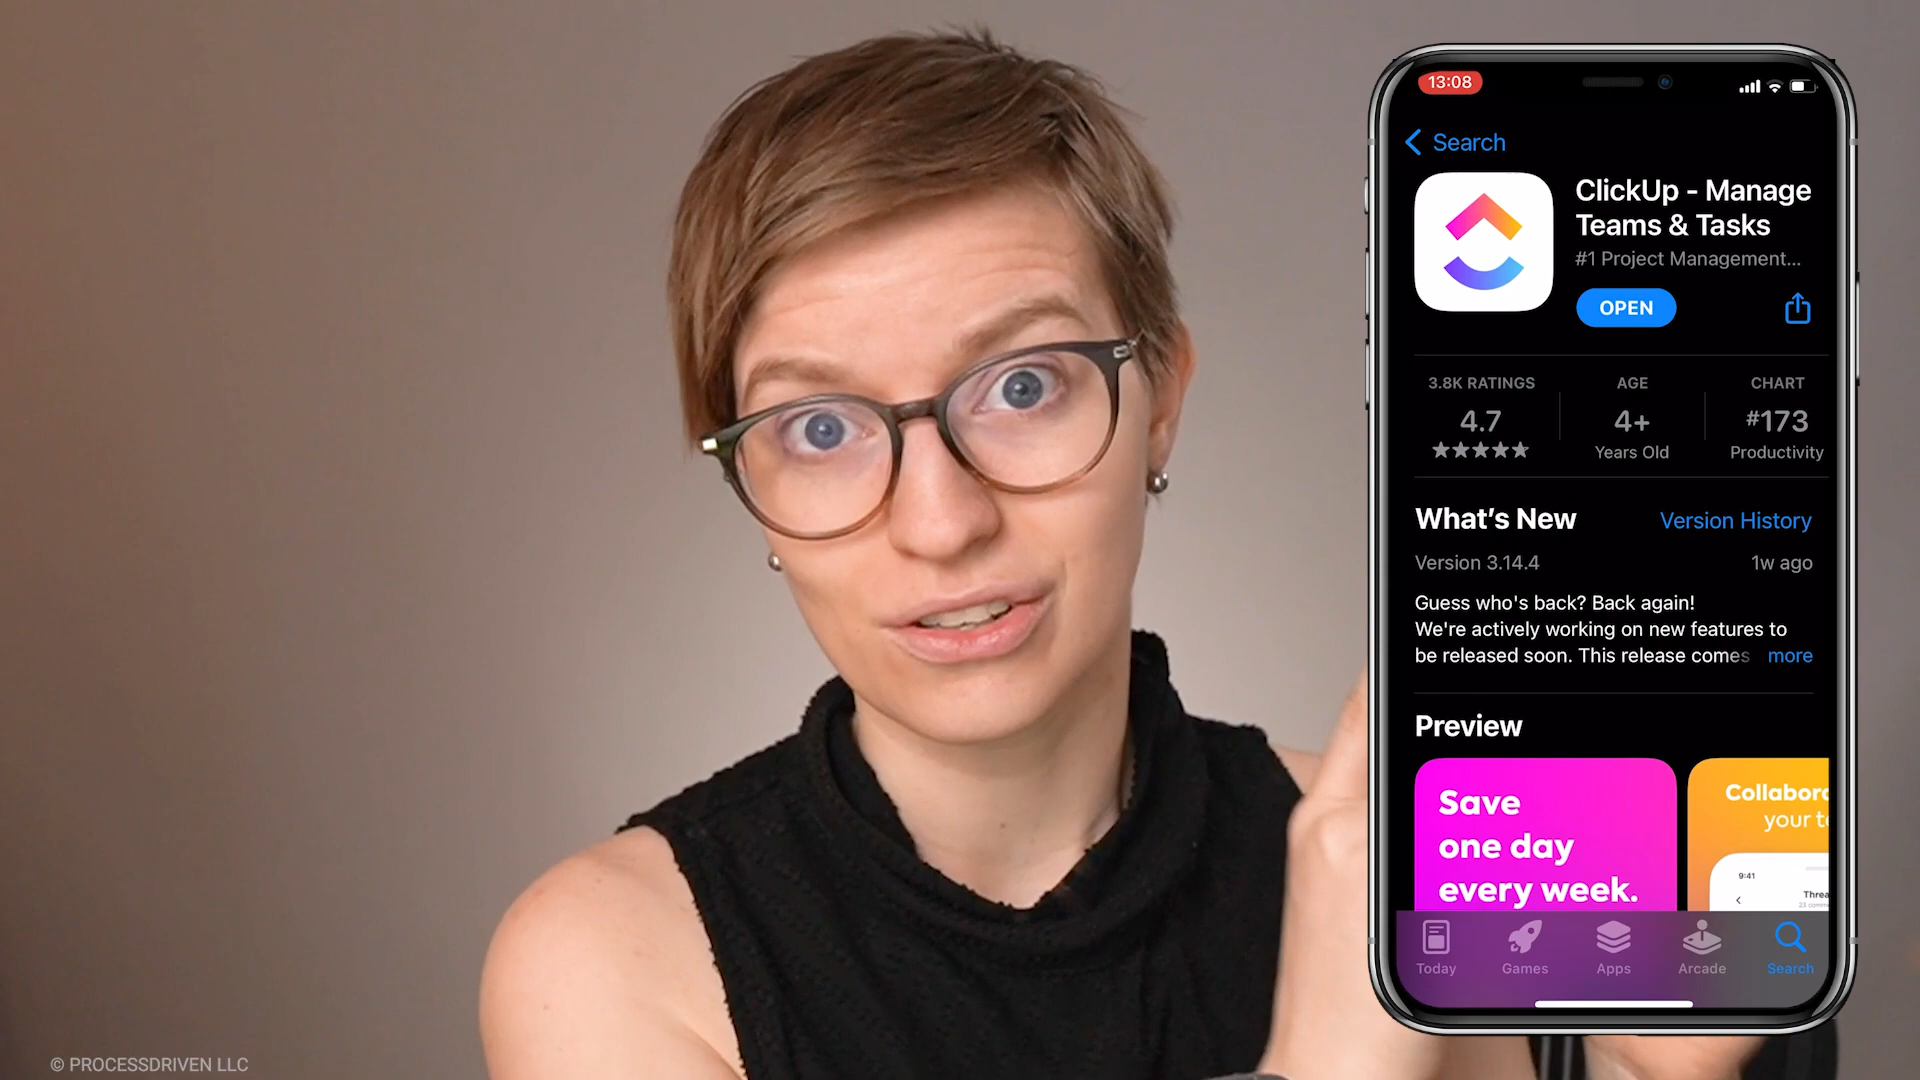 13:08
Search
ClickUp - Manage
Teams & Tasks
#1 Project Management...
OPEN
3.8K RATINGS
4.7
AGE
4+
Years Old
CHART
#173
Productivity
What's New
Version History
Version 3.14.4
1w ago
Guess who's back? Back again!
We're actively working on new features to
be released soon. This release comes more
Preview
Save
one day
every week.
your
9:41
Today
Games
Apps
Arcade
Search
© PROCESSDRIVEN LLC